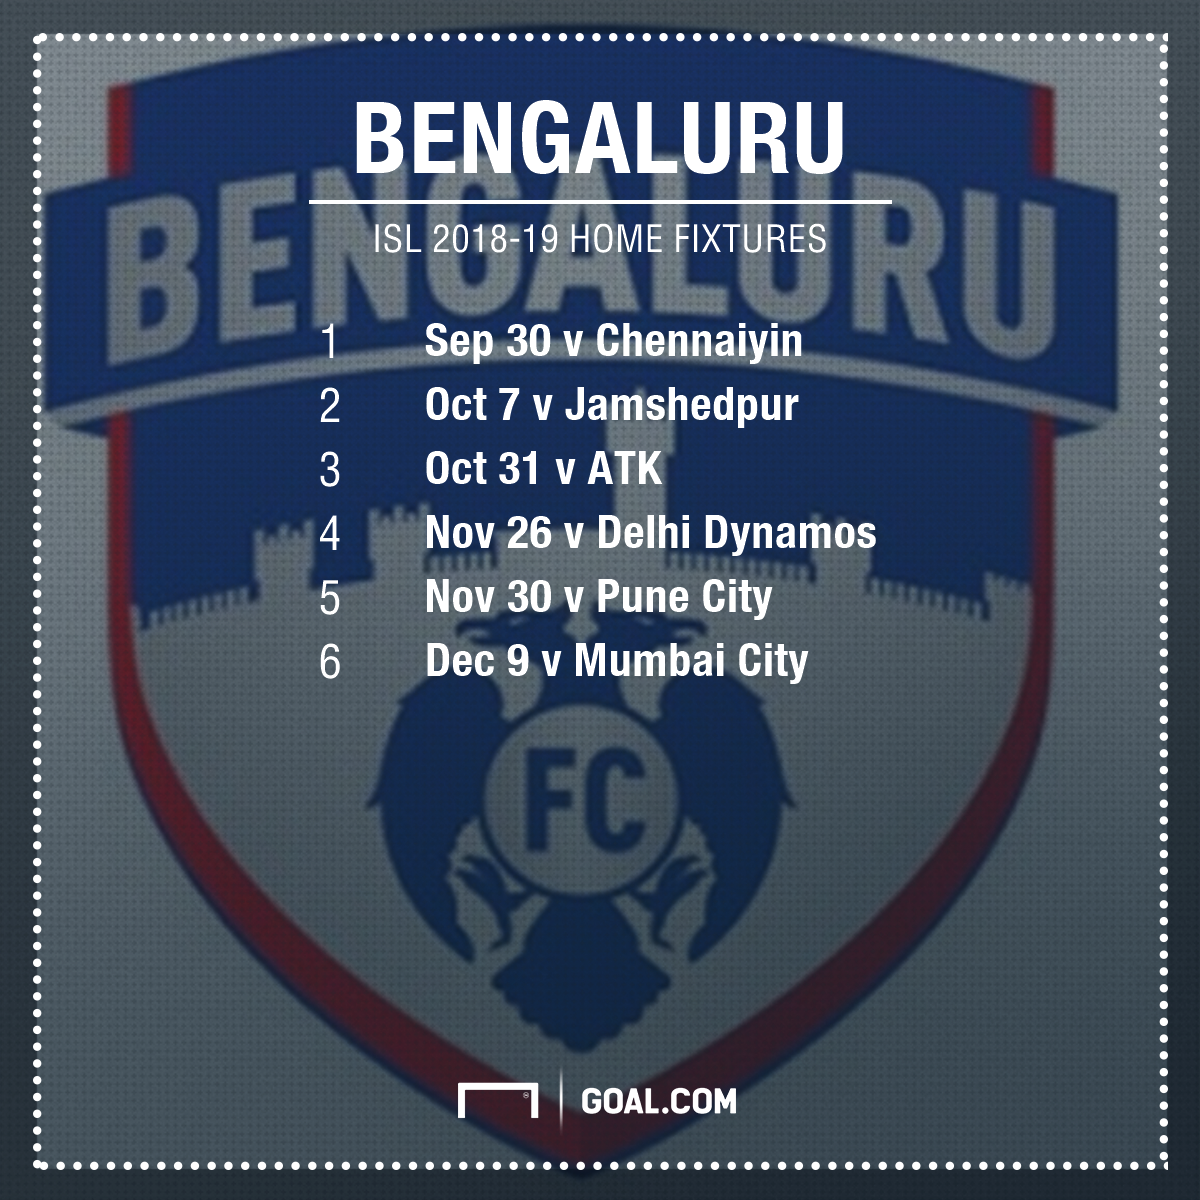 BENGALURU
ISL 2018-19 HOME FIXTURES
BENGALURU
1 Sep 30 v Chennaiyin
2 Oct 7 v Jamshedpur
3 Oct 31 v ATK
4 Nov 26 v Delhi Dynamos
5 Nov 30 v Pune City
6 Dec 9 v Mumbai City
FC
GOAL.COM